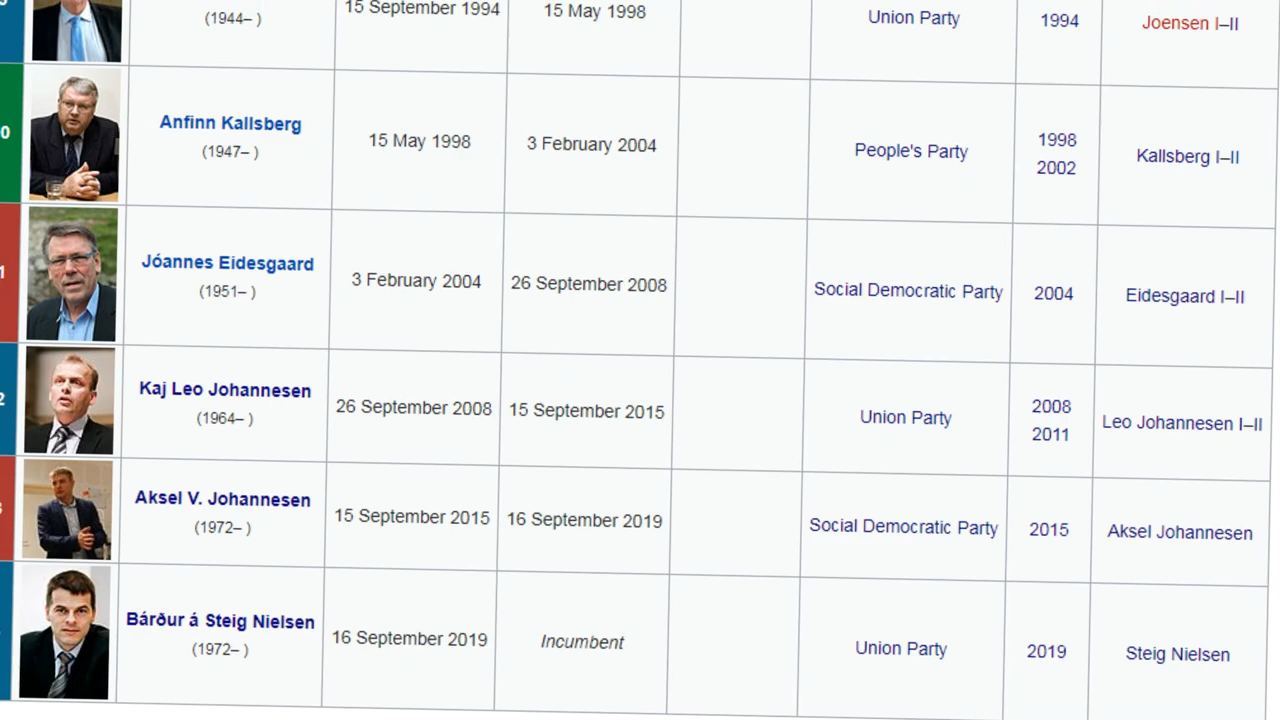 (1944– )
15 September 1994
15 May 1998
Union Party
1994
Joensen I–II
0
Anfinn Kallsberg
(1947– )
15 May 1998
3 February 2004
People's Party
1998
2002
Kallsberg I–II
1
Jóannes Eidesgaard
(1951– )
3 February 2004
26 September 2008
Social Democratic Party
2004
Eidesgaard I–II
2
Kaj Leo Johannesen
(1964– )
26 September 2008
15 September 2015
Union Party
2008
2011
Leo Johannesen I–II
Aksel V. Johannesen
(1972– )
15 September 2015
16 September 2019
Social Democratic Party
2015
Aksel Johannesen
Bárður á Steig Nielsen
(1972– )
16 September 2019
Incumbent
Union Party
2019
Steig Nielsen